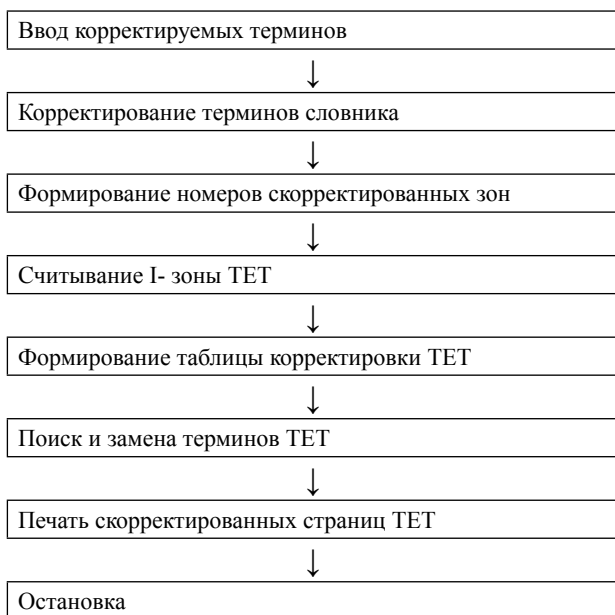 Ввод корректируемых терминов
↓
Корректирование терминов словника
↓
Формирование номеров скорректированных зон
↓
Считывание I- зоны ТЕТ
↓
Формирование таблицы корректировки ТЕТ
↓
Поиск и замена терминов ТЕТ
↓
Печать скорректированных страниц ТЕТ
↓
Остановка